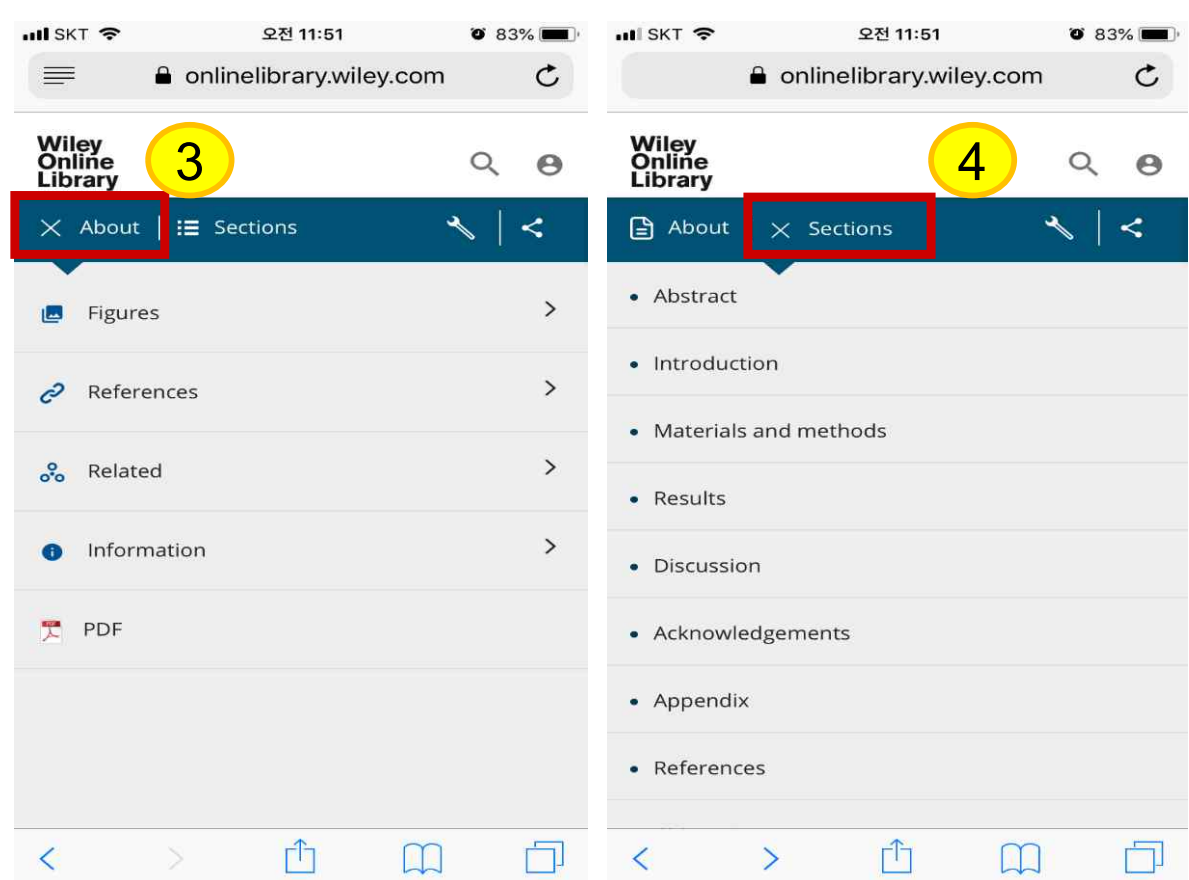 SKT 오전 11:51 83%
onlinelibrary.wiley.com
Wiley
Online
Library
3
About Sections
Figures
References
Related
Information
PDF
SKT 오전 11:51 83%
onlinelibrary.wiley.com
Wiley
Online
Library
4
About Sections
Abstract
Introduction
Materials and methods
Results
Discussion
Acknowledgements
Appendix
References